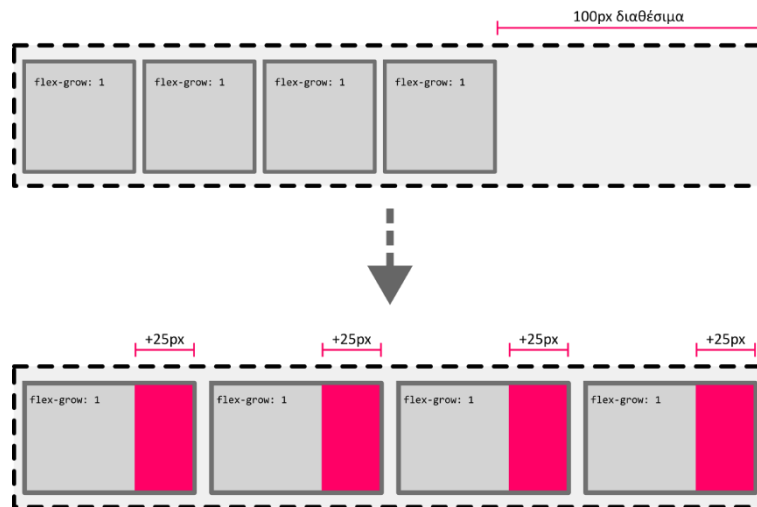 100px διαθέσιμα
flex-grow: 1 flex-grow: 1 flex-grow: 1 flex-grow: 1
+25px +25px +25px +25px
flex-grow: 1 flex-grow: 1 flex-grow: 1 flex-grow: 1